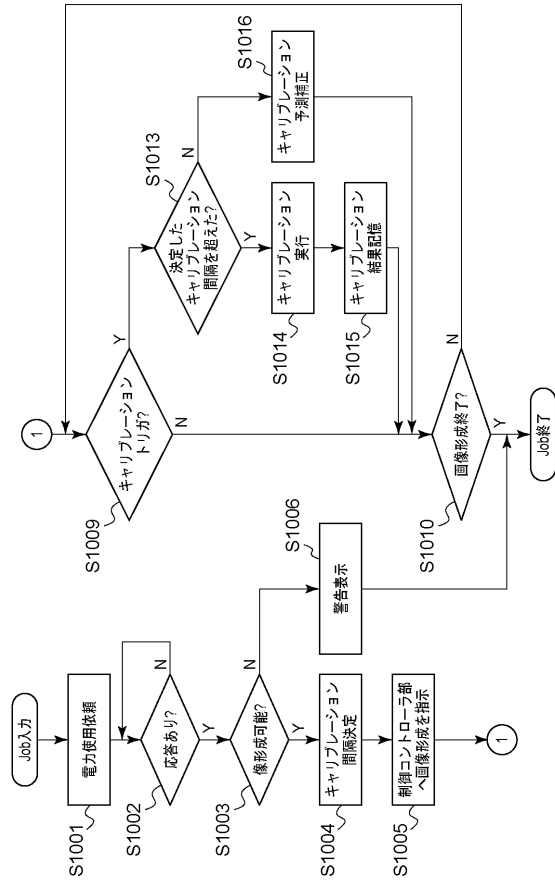 Job入力
S1001
電力使用依頼
S1002
応答あり?
N
Y
S1003
像形成可能?
N
Y
S1004
キャリブレーション
間隔決定
S1005
制御コントローラ部
へ画像形成を指示
1
S1006
警告表示
1
S1009
キャリブレーション
トリガ?
Y
N
S1013
決定した
キャリブレーション
間隔を超えた?
N
Y
S1014
キャリブレーション
実行
S1015
キャリブレーション
結果記憶
S1016
キャリブレーション
予測補正
S1010
画像形成終了?
N
Y
Job終了